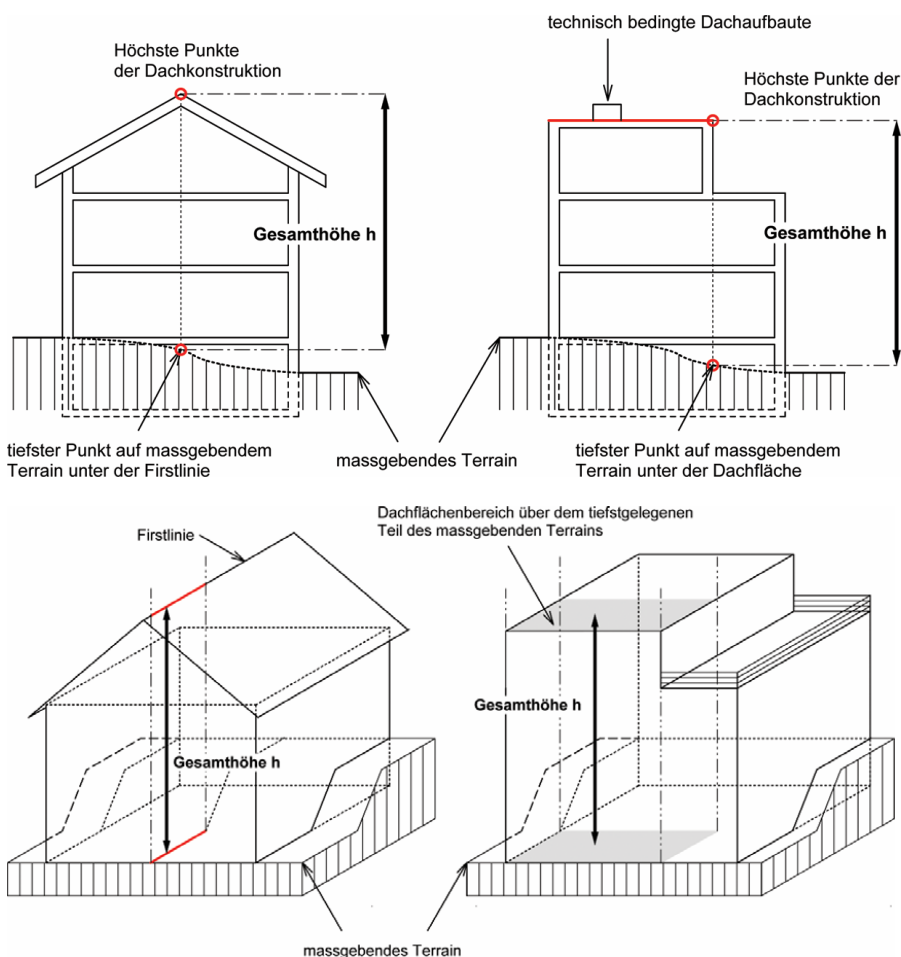 technisch bedingte Dachaufbaute
Höchste Punkte
der Dachkonstruktion
Höchste Punkte der
Dachkonstruktion
Gesamthöhe h
Gesamthöhe h
tiefster Punkt auf massgebendem
Terrain unter der Firstlinie
massgebendes Terrain
tiefster Punkt auf massgebendem
Terrain unter der Dachfläche
Firstlinie
Dachflächenbereich über dem tiefstgelegenen
Teil des massgebenden Terrains
Gesamthöhe h
Gesamthöhe h
massgebendes Terrain